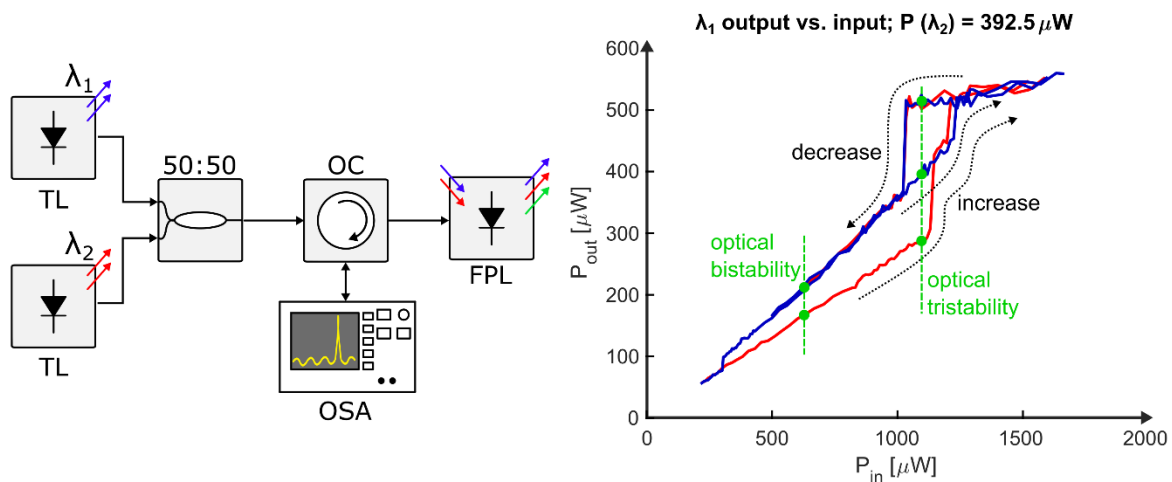 λ1
TL
λ2
TL
50:50
OC
OSA
FPL
λ1 output vs. input; P (λ2) = 392.5 μW
600
500
400
300
200
100
0
Pout [μW]
decrease
increase
optical
bistability
optical
tristability
0
500
1000
1500
2000
Pin [μW]